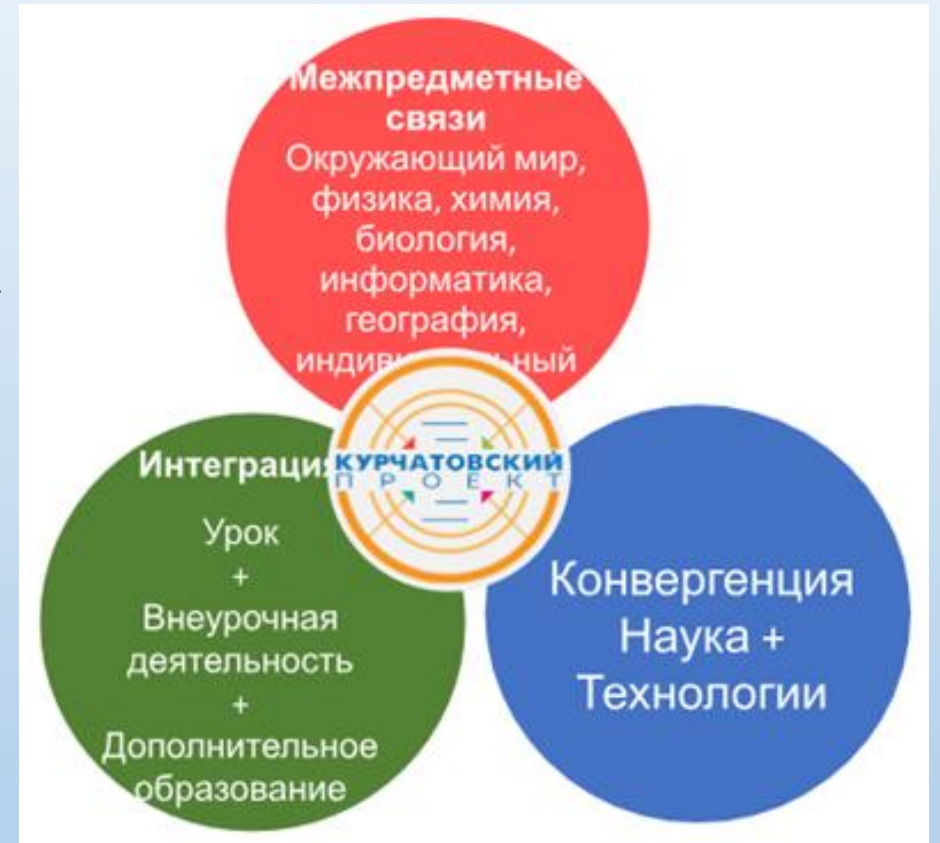 Межпредметные
связи
Окружающий мир,
физика, химия,
биология,
информатика,
география,
Интеграция
Урок
+
Внеурочная
деятельность
+
Дополнительное
образование
КУРЧАТОВСКИЙ
ПРОЕКТ
Конвергенция
Наука +
Технологии